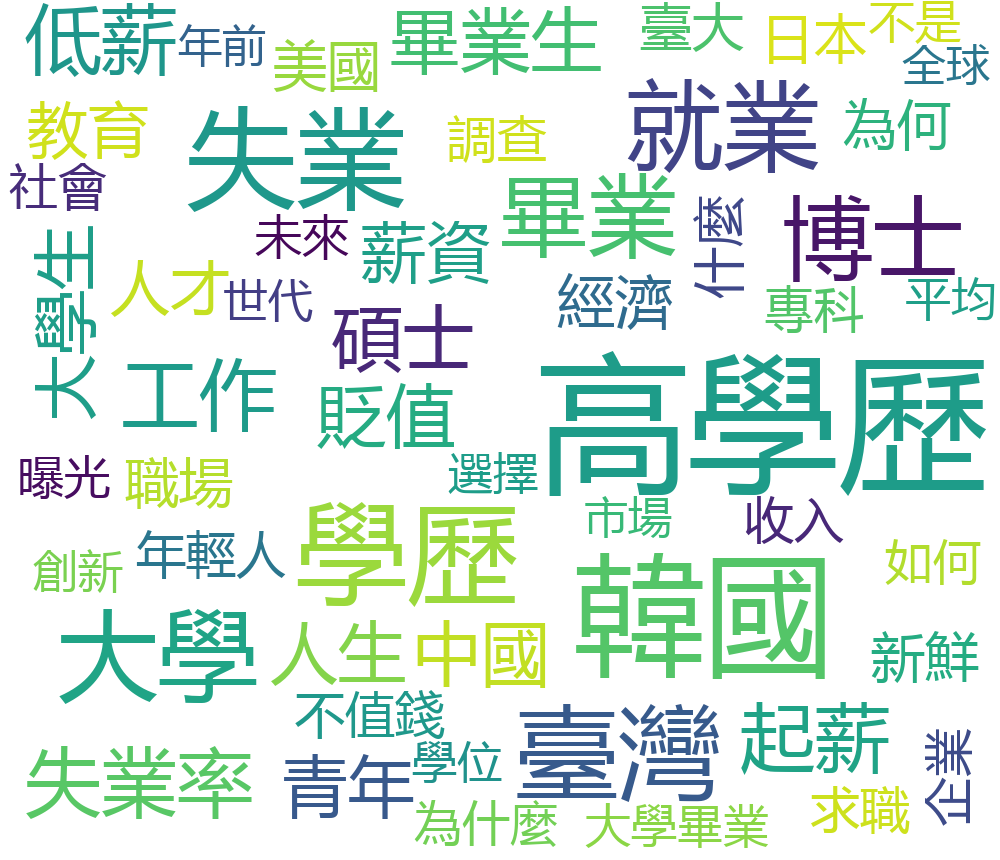 低薪
年前
美國
畢業生
臺大
日本
不是
全球
教育
失業
調查
就業
為何
社會
未來
薪資
畢業
什麼
博士
大學生
人才
世代
碩士
經濟
專科
平均
工作
貶值
高學歷
曝光
職場
選擇
市場
收入
創新
年輕人
學歷
韓國
如何
大學
人生
中國
新鮮
不值錢
臺灣
起薪
失業率
青年
學位
企業
為什麼
大學畢業
求職